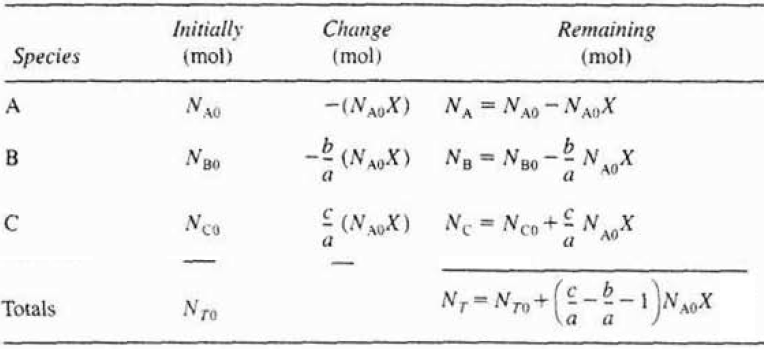 Species Initially (mol) Change (mol) Remaining (mol)
A N_{A0} −(N_{A0}X) N_A = N_{A0} − N_{A0}X
B N_{B0} −\frac{b}{a} (N_{A0}X) N_B = N_{B0} − \frac{b}{a} N_{A0}X
C N_{C0} \frac{c}{a} (N_{A0}X) N_C = N_{C0} + \frac{c}{a} N_{A0}X
Totals N_{T0} N_T = N_{T0} + \left(\frac{c}{a} − \frac{b}{a} − 1\right)N_{A0}X